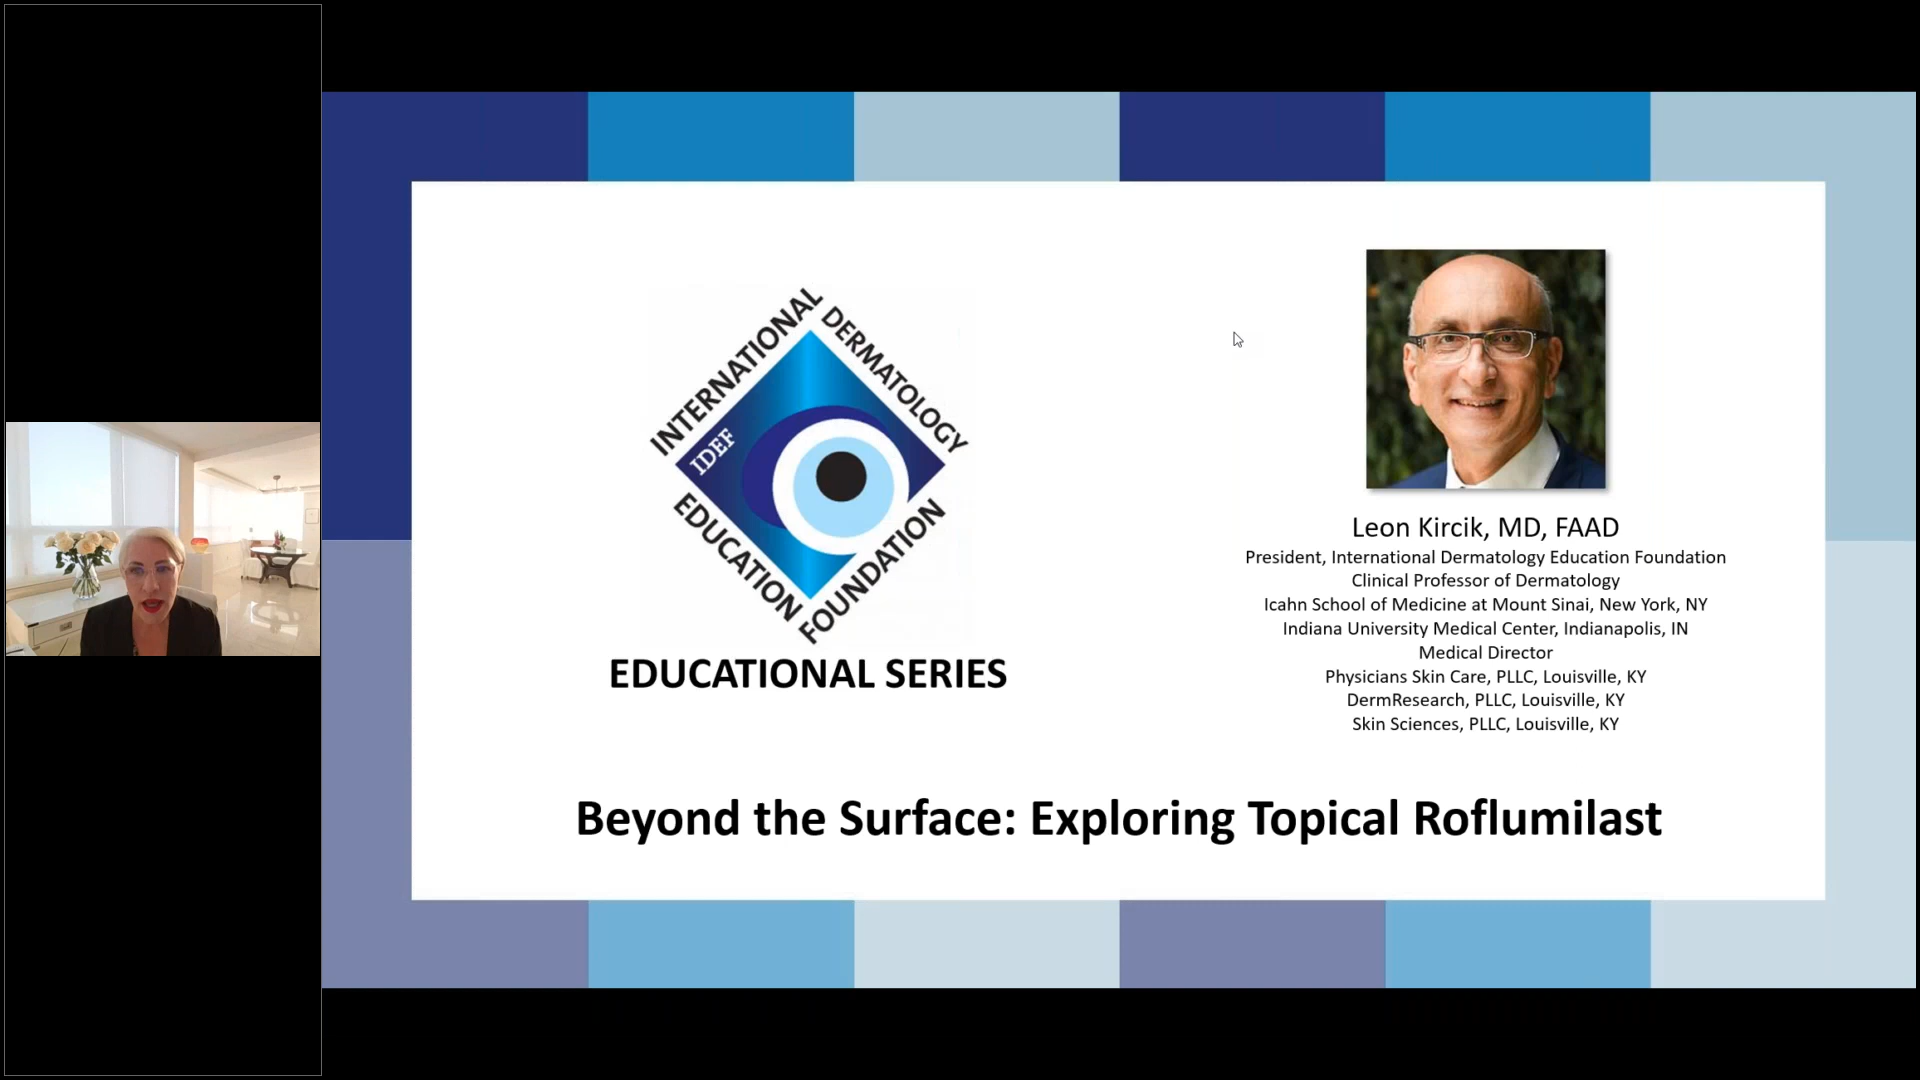 INTERNATIONAL
DERMATOLOGY
IDEF
EDUCATION
FOUNDATION
EDUCATIONAL SERIES
Leon Kircik, MD, FAAD
President, International Dermatology Education Foundation
Clinical Professor of Dermatology
Icahn School of Medicine at Mount Sinai, New York, NY
Indiana University Medical Center, Indianapolis, IN
Medical Director
Physicians Skin Care, PLLC, Louisville, KY
DermResearch, PLLC, Louisville, KY
Skin Sciences, PLLC, Louisville, KY
Beyond the Surface: Exploring Topical Roflumilast